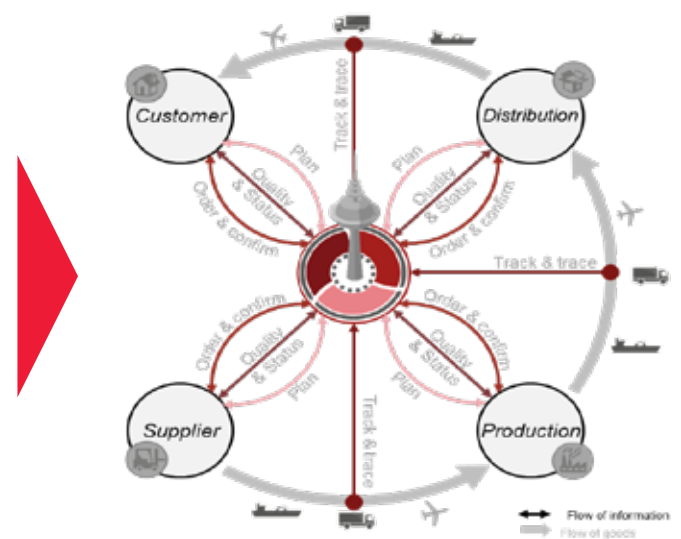 Track & trace
Customer
Distribution
Plan
Quality
& Status
Order & confirm
Plan
Quality
& Status
Order & confirm
Track & trace
Order & confirm
Quality
& Status
Plan
Order & confirm
Quality
& Status
Plan
Track & trace
Supplier
Production
Flow of information
Flow of goods